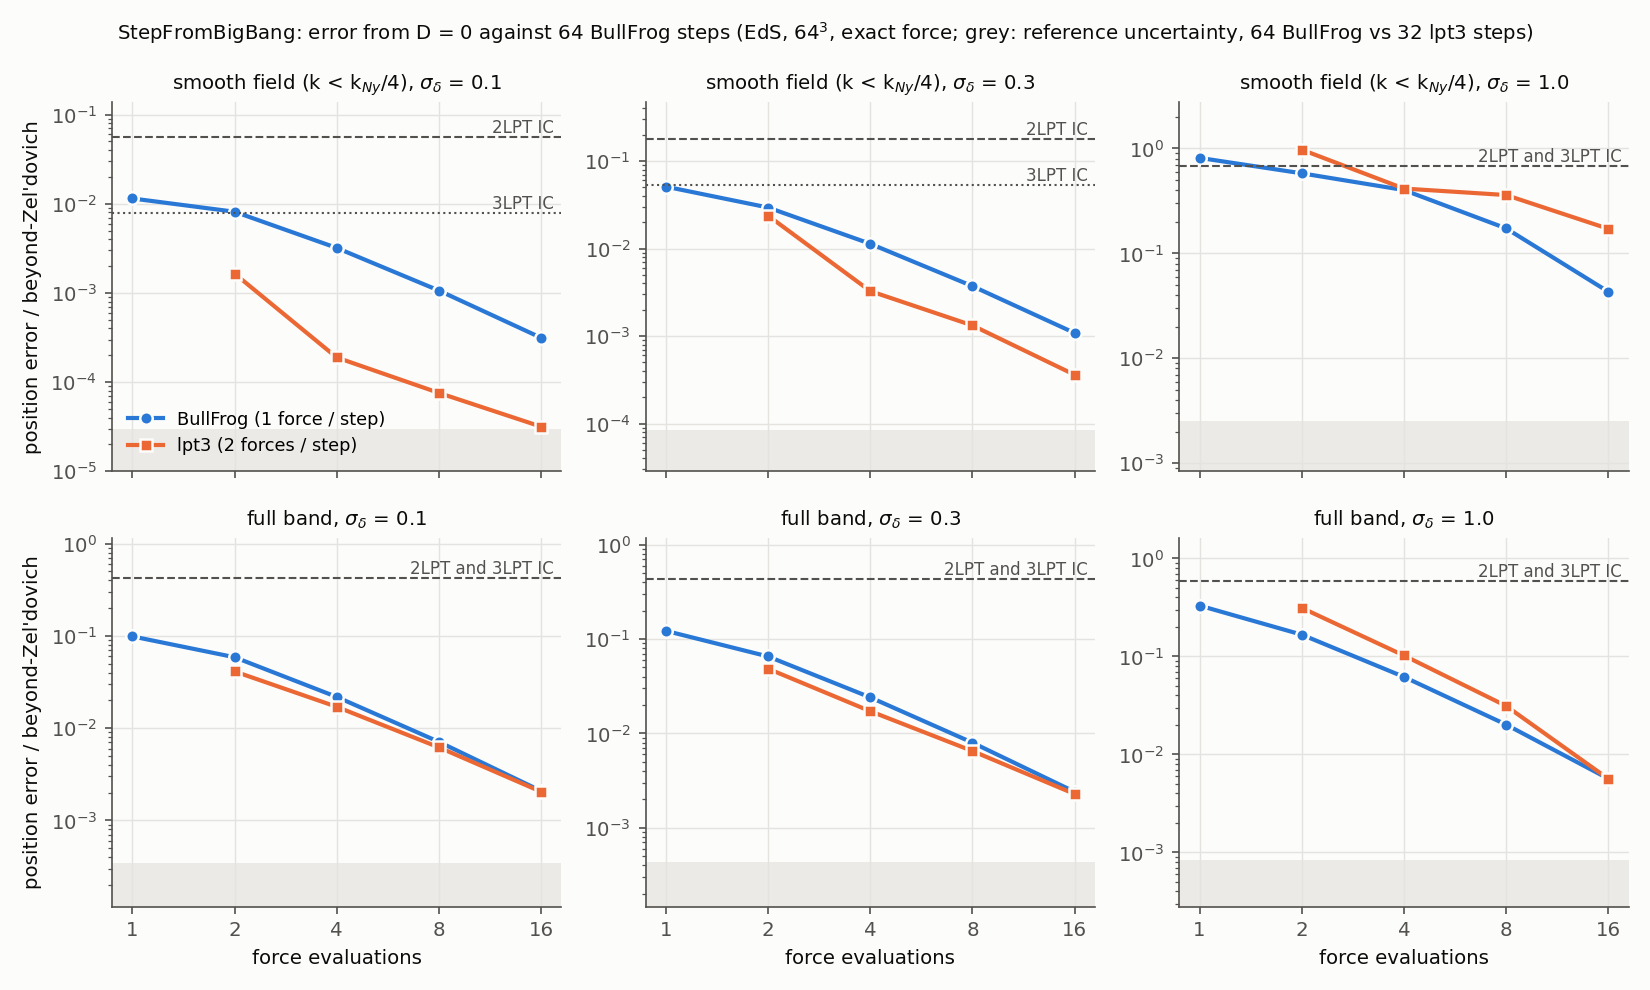 StepFromBigBang: error from D = 0 against 64 BullFrog steps (EdS, 64³, exact force; grey: reference uncertainty, 64 BullFrog vs 32 lpt3 steps)
smooth field (k < k_Ny/4), σ_δ = 0.1
smooth field (k < k_Ny/4), σ_δ = 0.3
smooth field (k < k_Ny/4), σ_δ = 1.0
position error / beyond-Zel'dovich
10⁻¹
10⁻²
10⁻³
10⁻⁴
10⁻⁵
2LPT IC
3LPT IC
BullFrog (1 force / step)
lpt3 (2 forces / step)
10⁻¹
10⁻²
10⁻³
10⁻⁴
2LPT IC
3LPT IC
10⁰
10⁻¹
10⁻²
10⁻³
2LPT and 3LPT IC
full band, σ_δ = 0.1
full band, σ_δ = 0.3
full band, σ_δ = 1.0
position error / beyond-Zel'dovich
10⁰
10⁻¹
10⁻²
10⁻³
2LPT and 3LPT IC
1 2 4 8 16
force evaluations
10⁰
10⁻¹
10⁻²
10⁻³
2LPT and 3LPT IC
1 2 4 8 16
force evaluations
10⁰
10⁻¹
10⁻²
10⁻³
2LPT and 3LPT IC
1 2 4 8 16
force evaluations